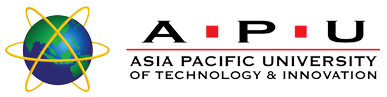 A·P·U
ASIA PACIFIC UNIVERSITY
OF TECHNOLOGY & INNOVATION